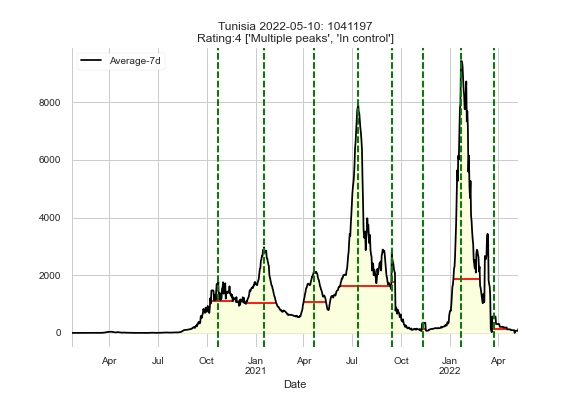 Tunisia 2022-05-10: 1041197
Rating:4 ['Multiple peaks', 'In control']
Average-7d
8000
6000
4000
2000
0
Apr
Jul
Oct
Jan
2021
Apr
Jul
Oct
Jan
2022
Apr
Date